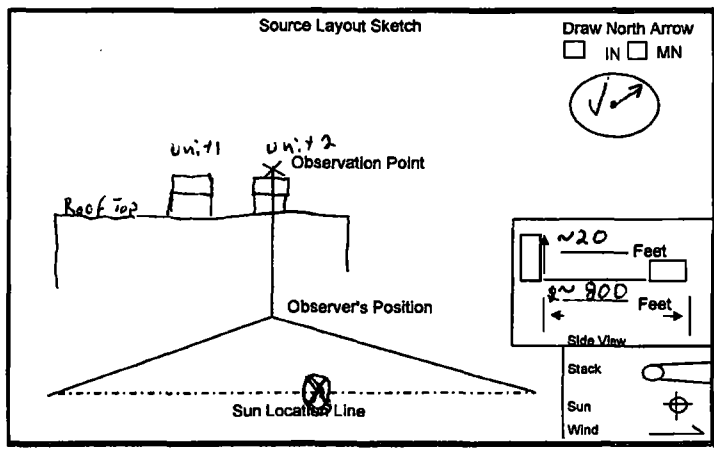 Source Layout Sketch
Draw North Arrow
IN MN
unit 1 unit 2
Observation Point
Roof Top
~20 Feet
~ 800 Feet
Observer's Position
Side View
Stack
Sun
Wind
Sun Location Line